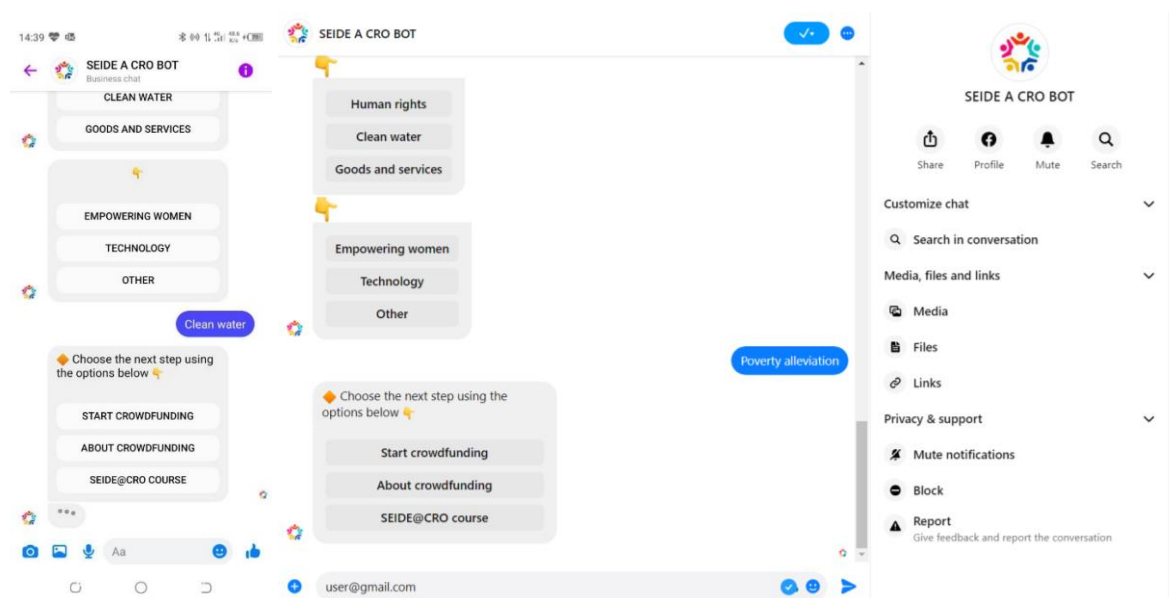 14:39
SEIDE A CRO BOT
Business chat
CLEAN WATER
GOODS AND SERVICES
EMPOWERING WOMEN
TECHNOLOGY
OTHER
Clean water
Choose the next step using
the options below
START CROWDFUNDING
ABOUT CROWDFUNDING
SEIDE@CRO COURSE
Aa
SEIDE A CRO BOT
Human rights
Clean water
Goods and services
Empowering women
Technology
Other
Poverty alleviation
Choose the next step using the
options below
Start crowdfunding
About crowdfunding
SEIDE@CRO course
user@gmail.com
SEIDE A CRO BOT
Share Profile Mute Search
Customize chat
Search in conversation
Media, files and links
Media
Files
Links
Privacy & support
Mute notifications
Block
Report
Give feedback and report the conversation